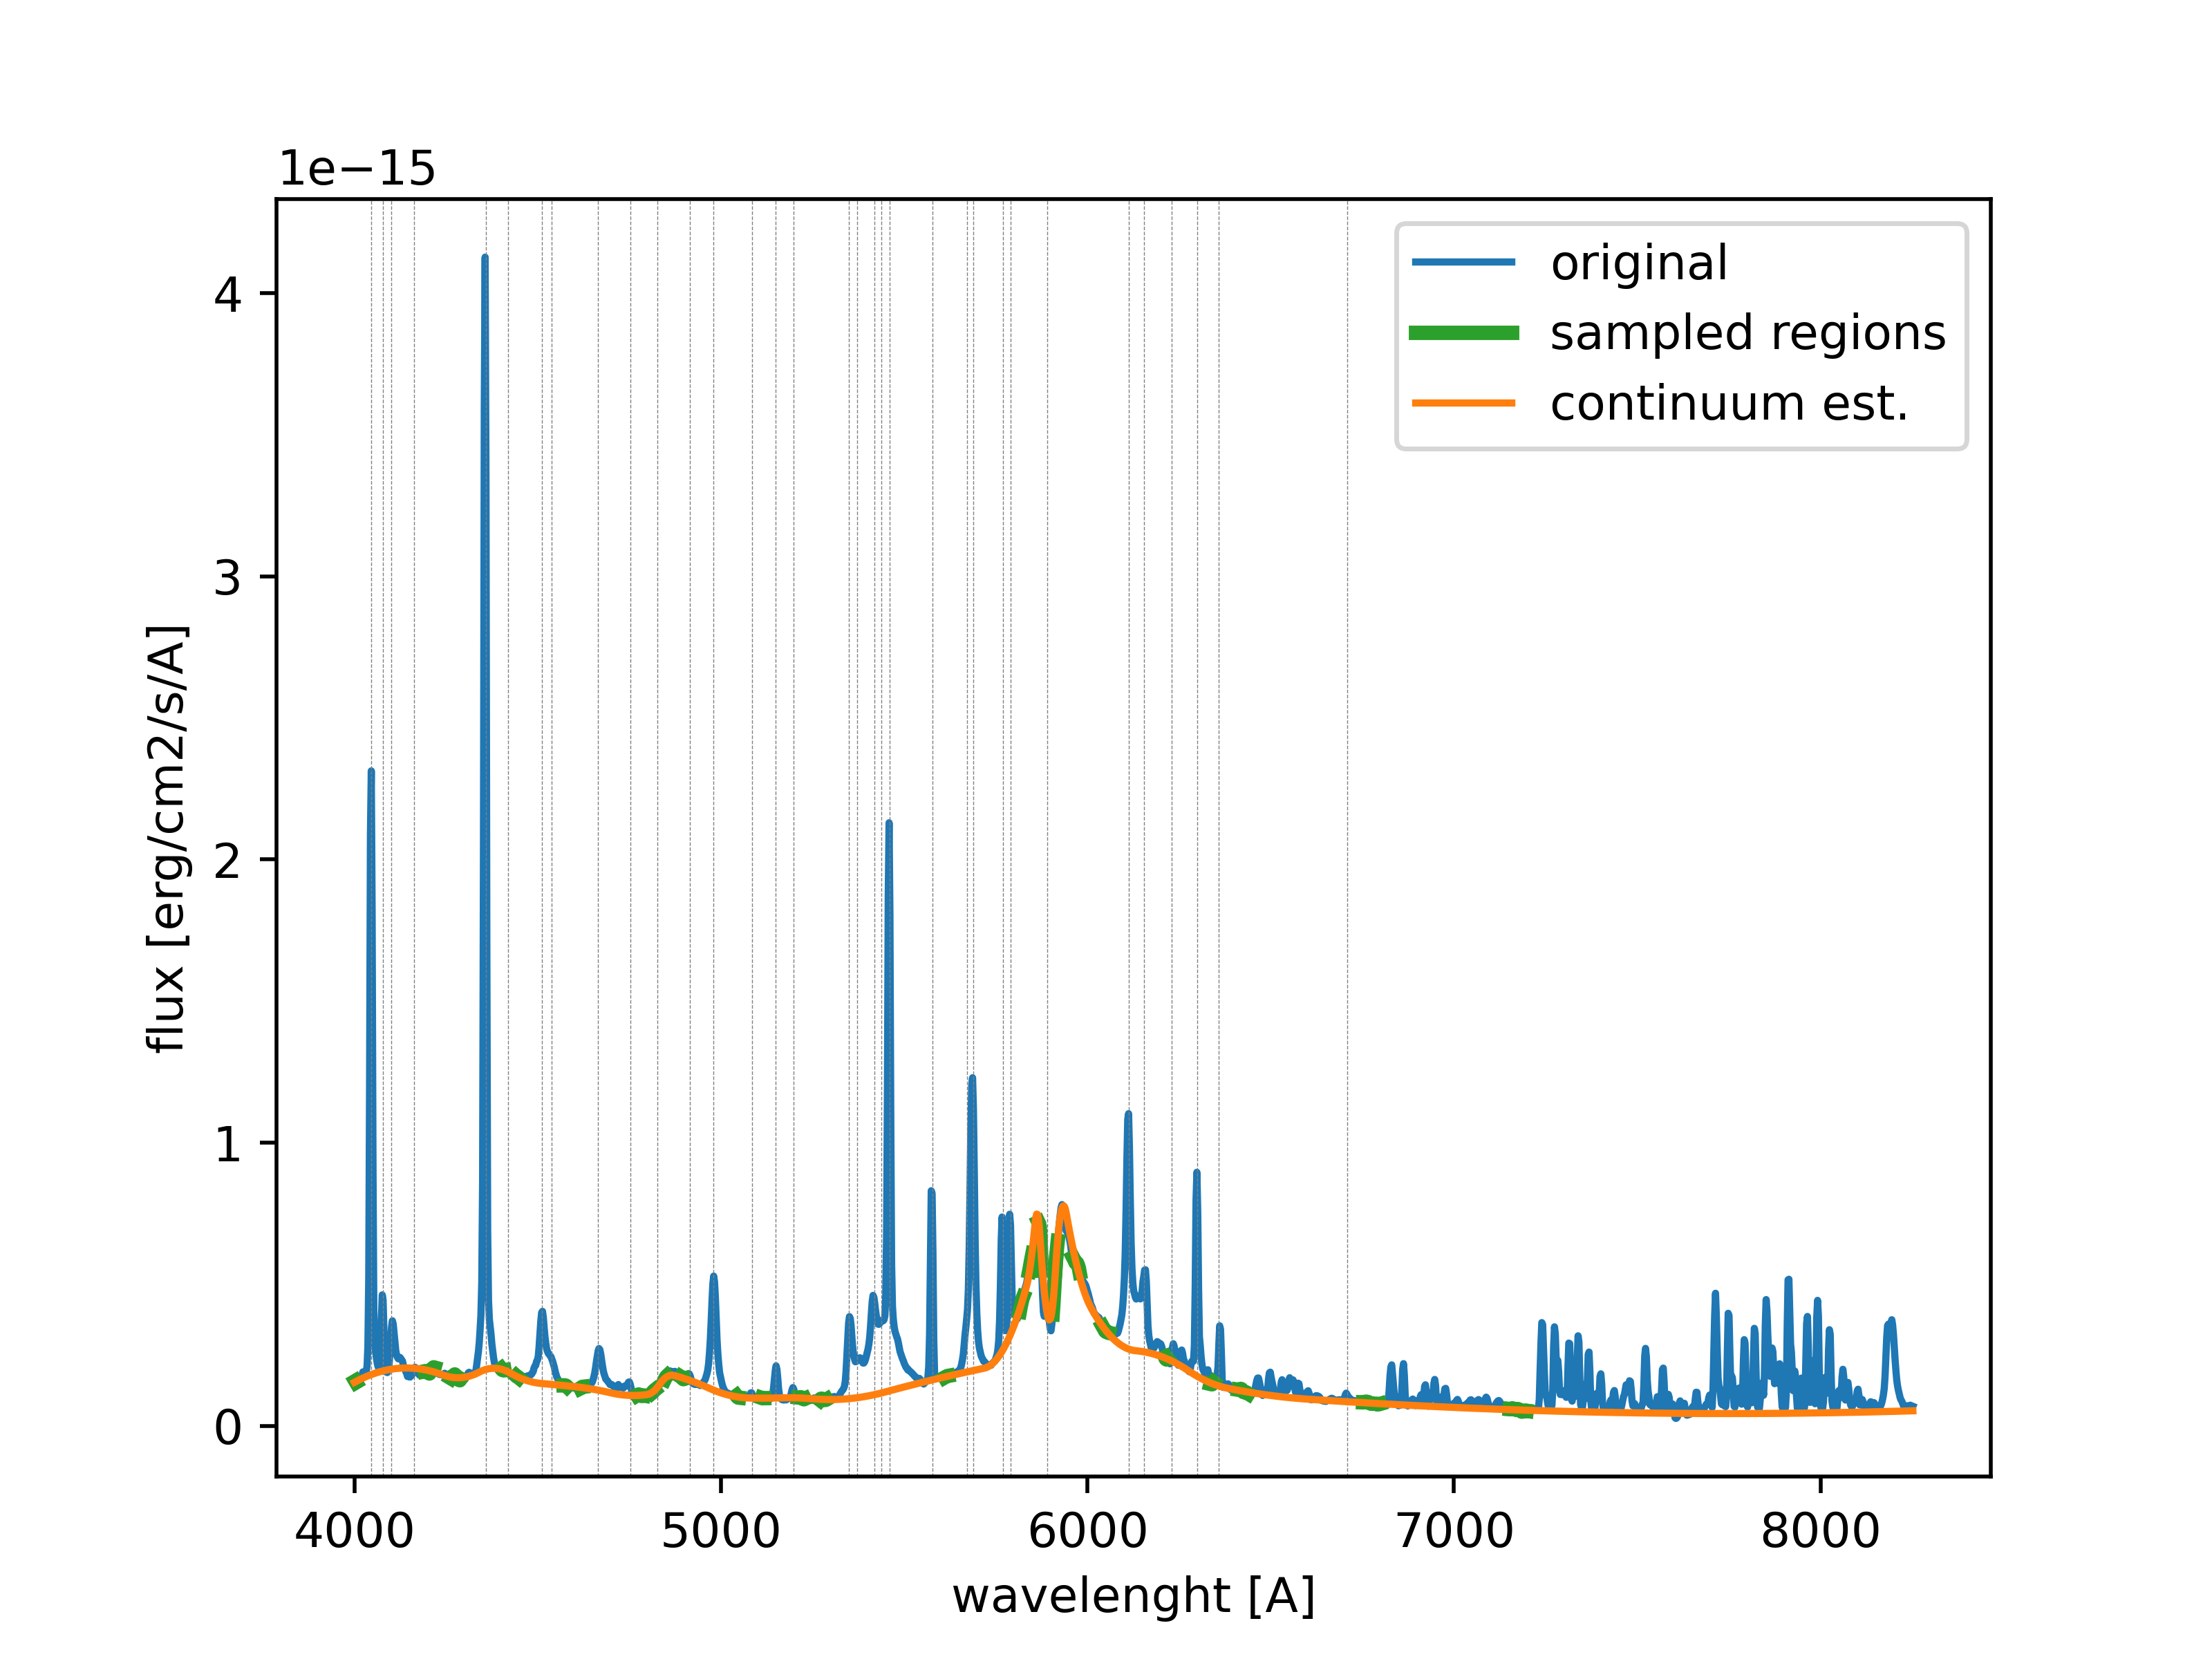 1e−15
original
sampled regions
continuum est.
4
3
2
1
0
flux [erg/cm2/s/A]
4000 5000 6000 7000 8000
wavelenght [A]